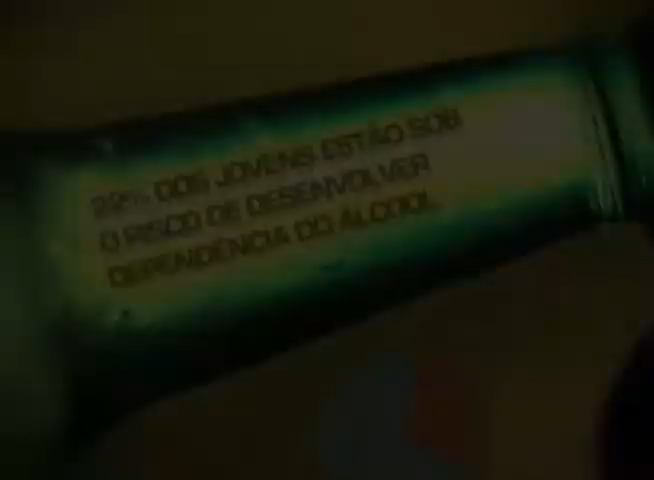 DOS JOVENS ESTÃO SOB
O RISCO DE DESENVOLVER
DEPENDÊNCIA DO ÁLCOOL